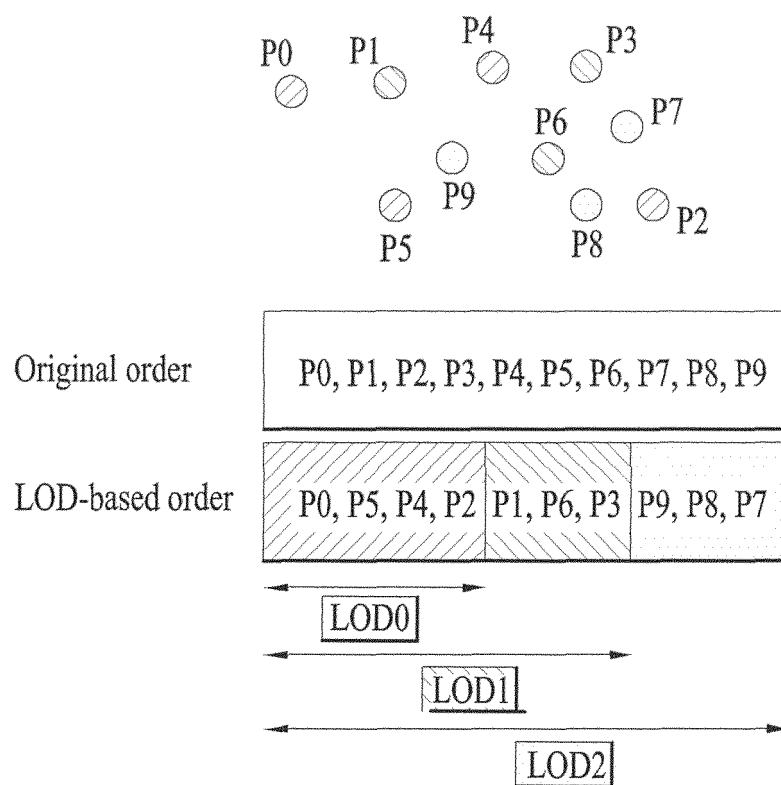 P0
P1
P4
P3
P7
P6
P9
P5
P8
P2
Original order
P0, P1, P2, P3, P4, P5, P6, P7, P8, P9
LOD-based order
P0, P5, P4, P2, P1, P6, P3, P9, P8, P7
LOD0
LOD1
LOD2